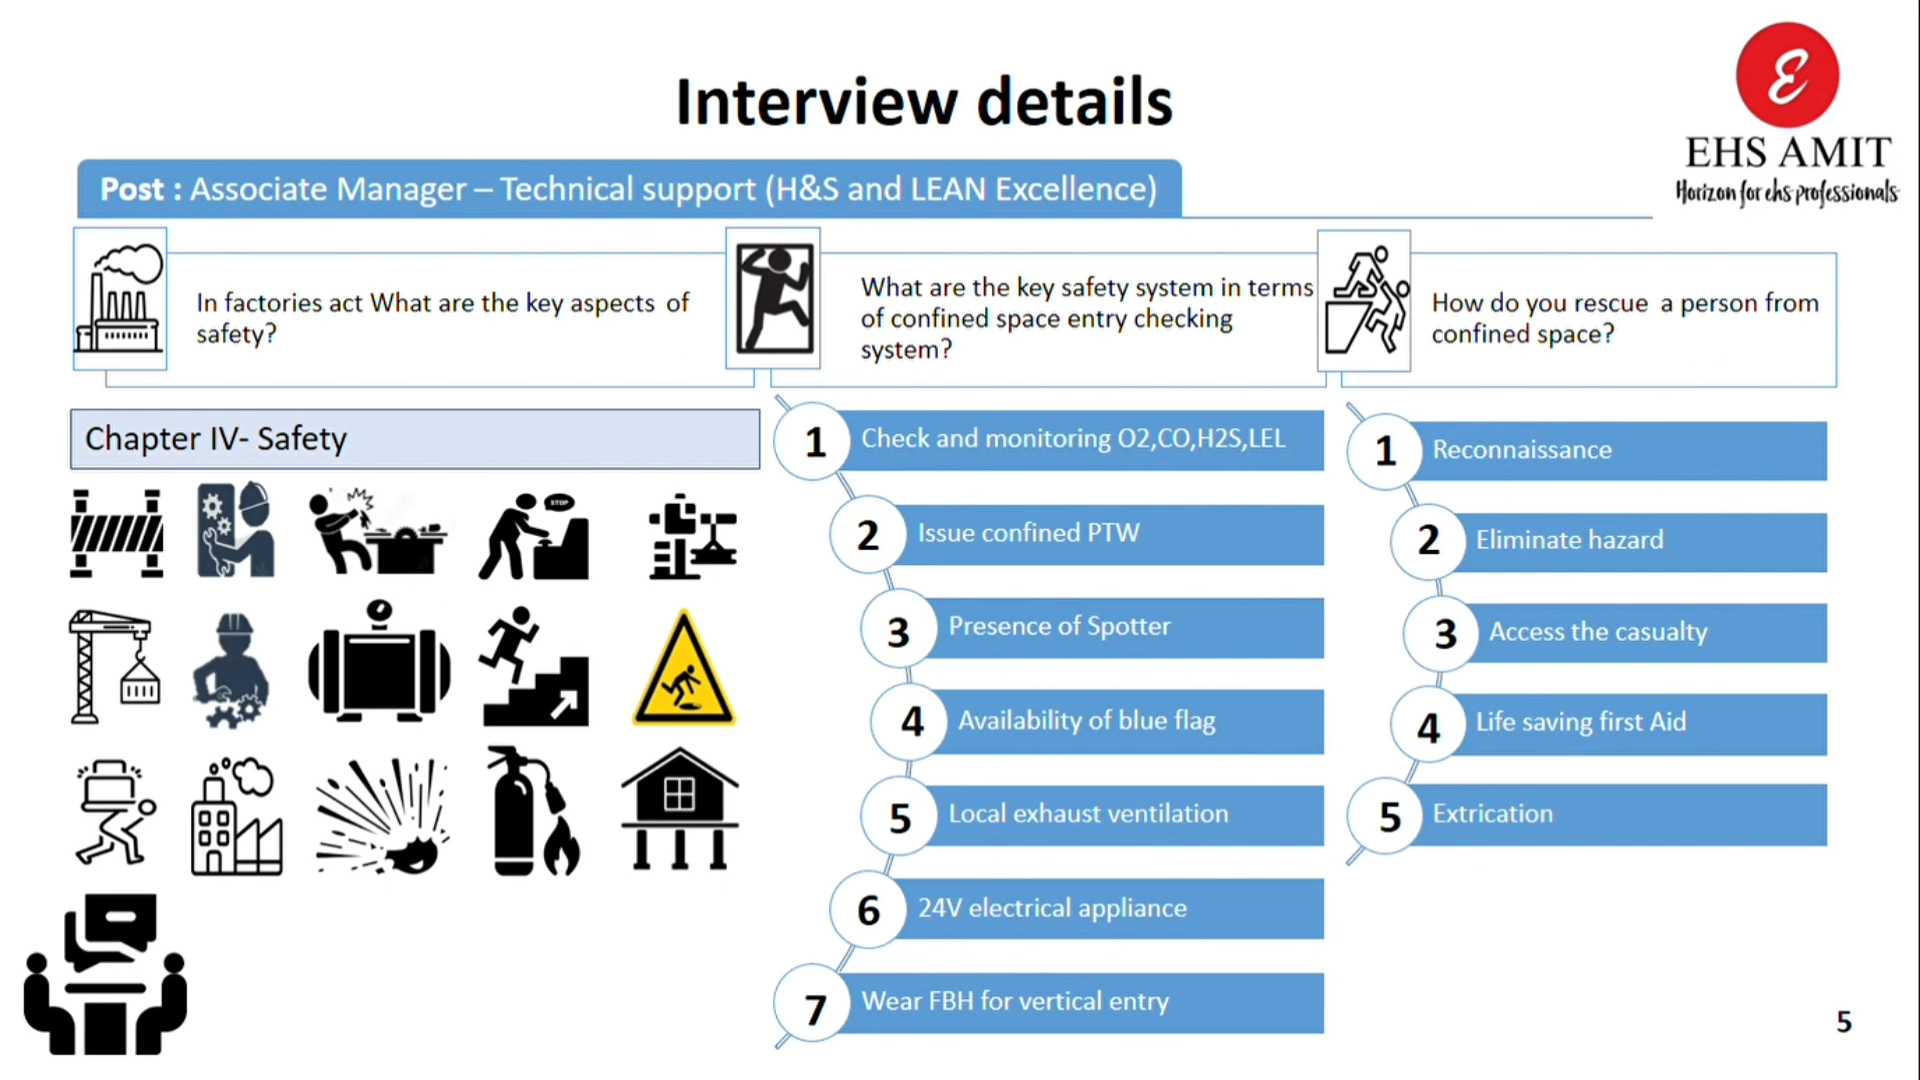 Interview details
EHS AMIT
Horizon for ehs professionals
Post : Associate Manager – Technical support (H&S and LEAN Excellence)
In factories act What are the key aspects of
safety?
What are the key safety system in terms
of confined space entry checking
system?
How do you rescue a person from
confined space?
Chapter IV- Safety
STOP
1 Check and monitoring O2,CO,H2S,LEL
2 Issue confined PTW
3 Presence of Spotter
4 Availability of blue flag
5 Local exhaust ventilation
6 24V electrical appliance
7 Wear FBH for vertical entry
1 Reconnaissance
2 Eliminate hazard
3 Access the casualty
4 Life saving first Aid
5 Extrication
5